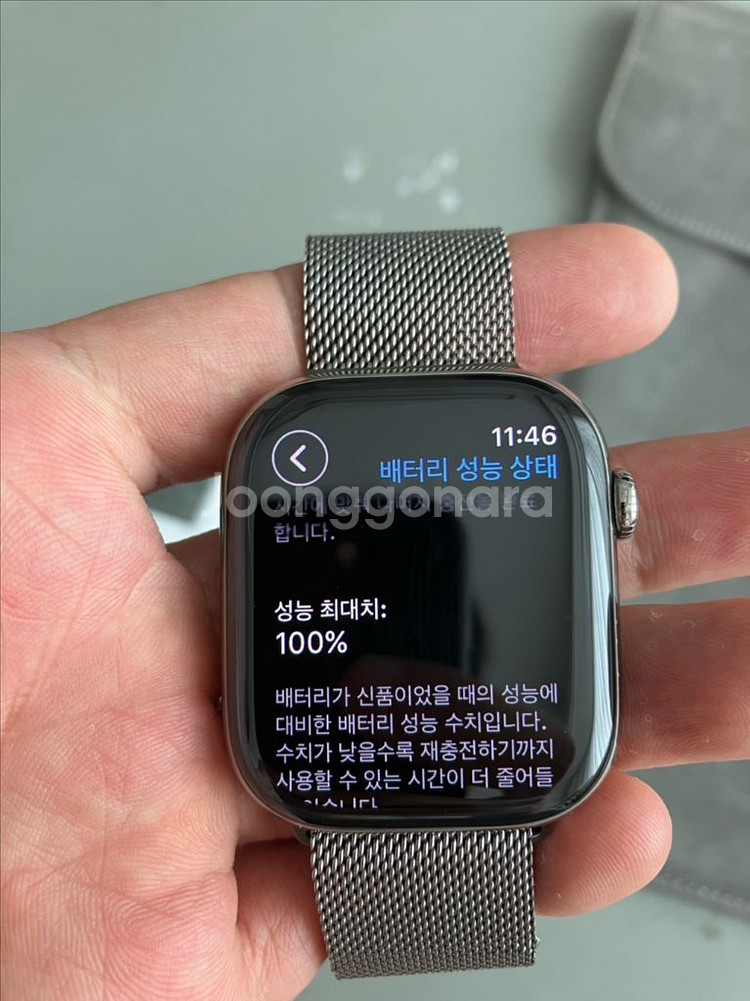 11:46
배터리 성능 상태
Joonggonara
합니다.
성능 최대치:
100%
배터리가 신품이었을 때의 성능에
대비한 배터리 성능 수치입니다.
수치가 낮을수록 재충전하기까지
사용할 수 있는 시간이 더 줄어들